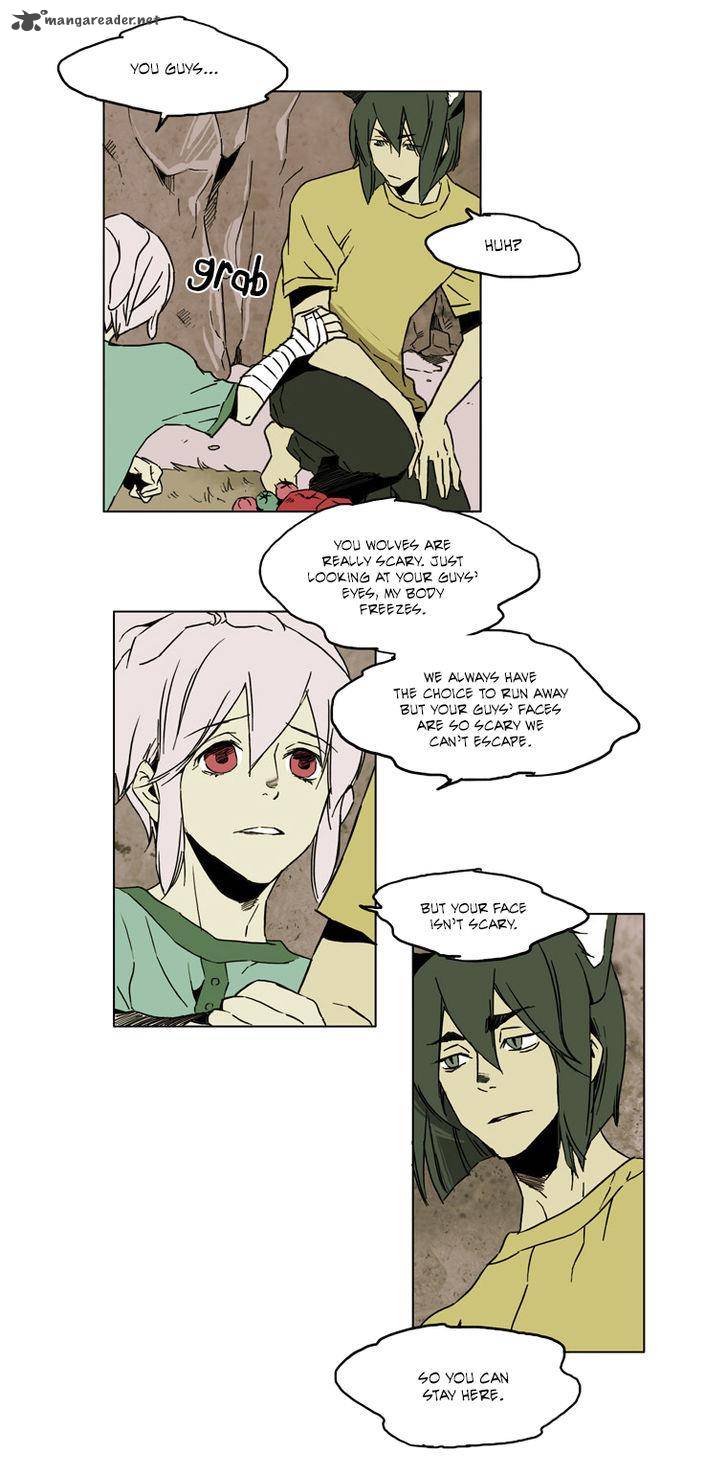 mangareader.net
YOU GUYS...
HUH?
grab
YOU WOLVES ARE
REALLY SCARY. JUST
LOOKING AT YOUR GUYS'
EYES, MY BODY
FREEZES.
WE ALWAYS HAVE
THE CHOICE TO RUN AWAY
BUT YOUR GUYS' FACES
ARE SO SCARY WE
CAN'T ESCAPE.
BUT YOUR FACE
ISN'T SCARY.
SO YOU CAN
STAY HERE.